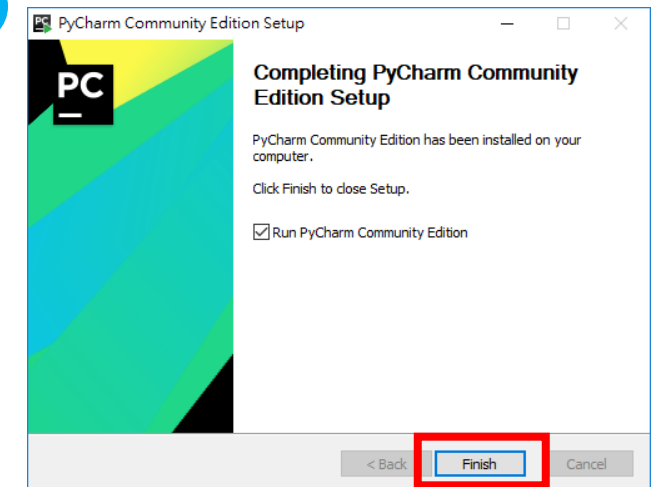 PyCharm Community Edition Setup
PC
Completing PyCharm Community
Edition Setup
PyCharm Community Edition has been installed on your
computer.
Click Finish to close Setup.
Run PyCharm Community Edition
< Back
Finish
Cancel